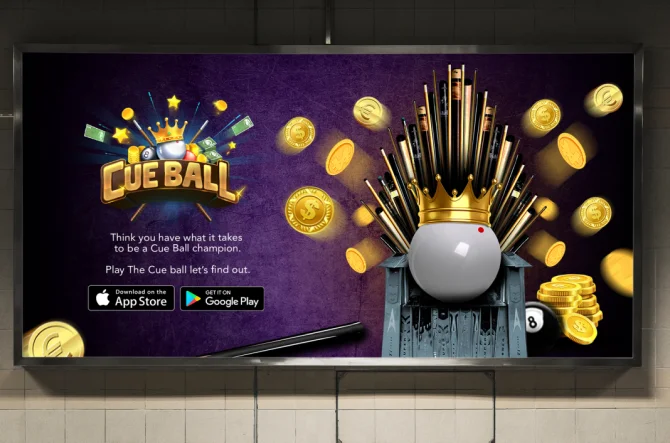 CUE BALL
Think you have what it takes
to be a Cue Ball champion.
Play The Cue ball let's find out.
Download on the
App Store
GET IT ON
Google Play
8